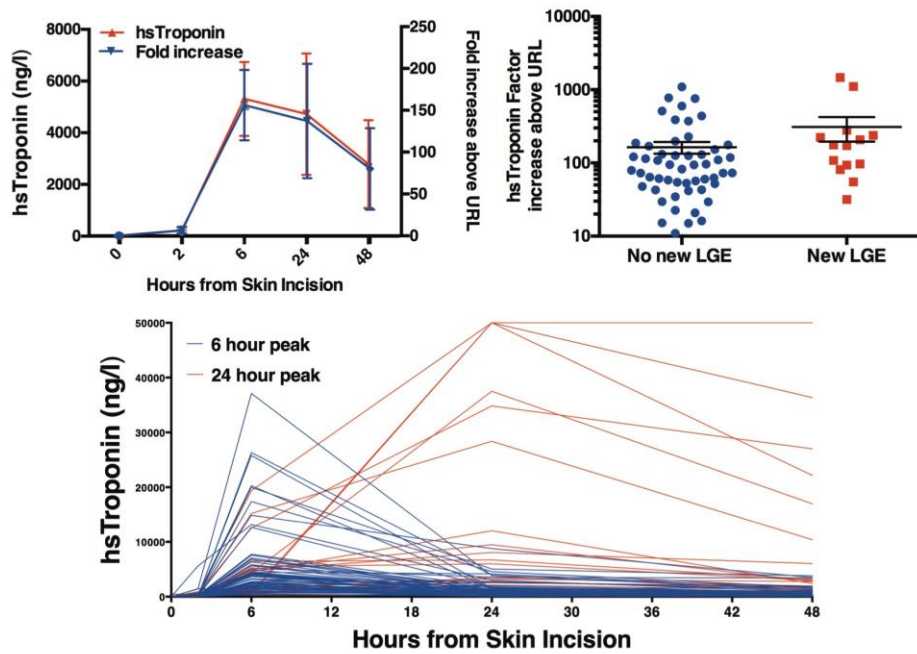 8000
6000
4000
2000
0
hsTroponin (ng/l)
hsTroponin
Fold increase
250
200
150
100
50
0
Fold increase above URL
0
2
6
24
48
Hours from Skin Incision
hsTroponin Factor
increase above URL
10000
1000
100
10
No new LGE
New LGE
hsTroponin (ng/l)
50000
40000
30000
20000
10000
0
6 hour peak
24 hour peak
0 6 12 18 24 30 36 42 48
Hours from Skin Incision